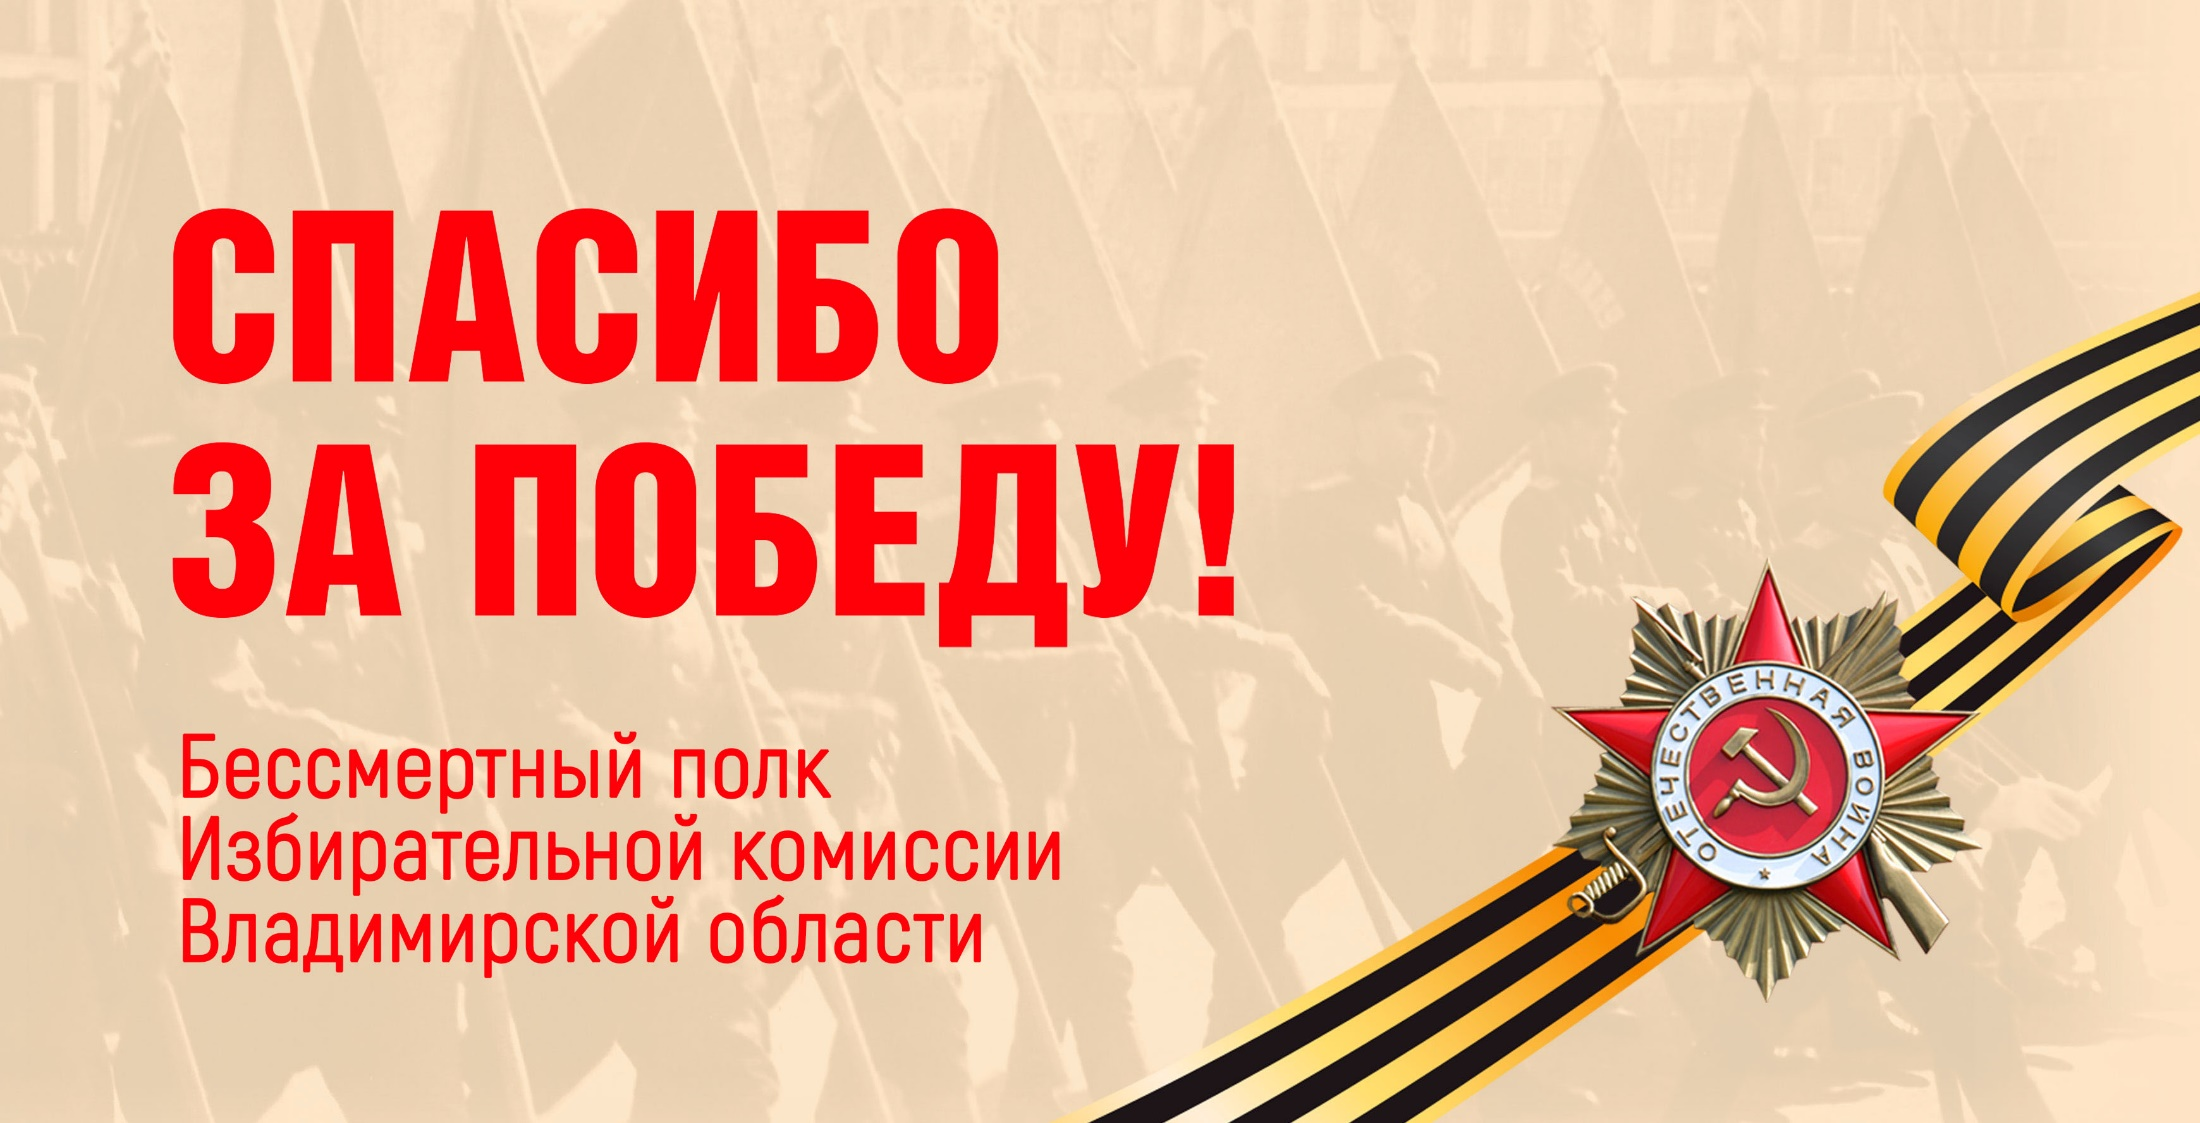 СПАСИБО
ЗА ПОБЕДУ!
Бессмертный полк
Избирательной комиссии
Владимирской области
ОТЕЧЕСТВЕННАЯ ВОЙНА